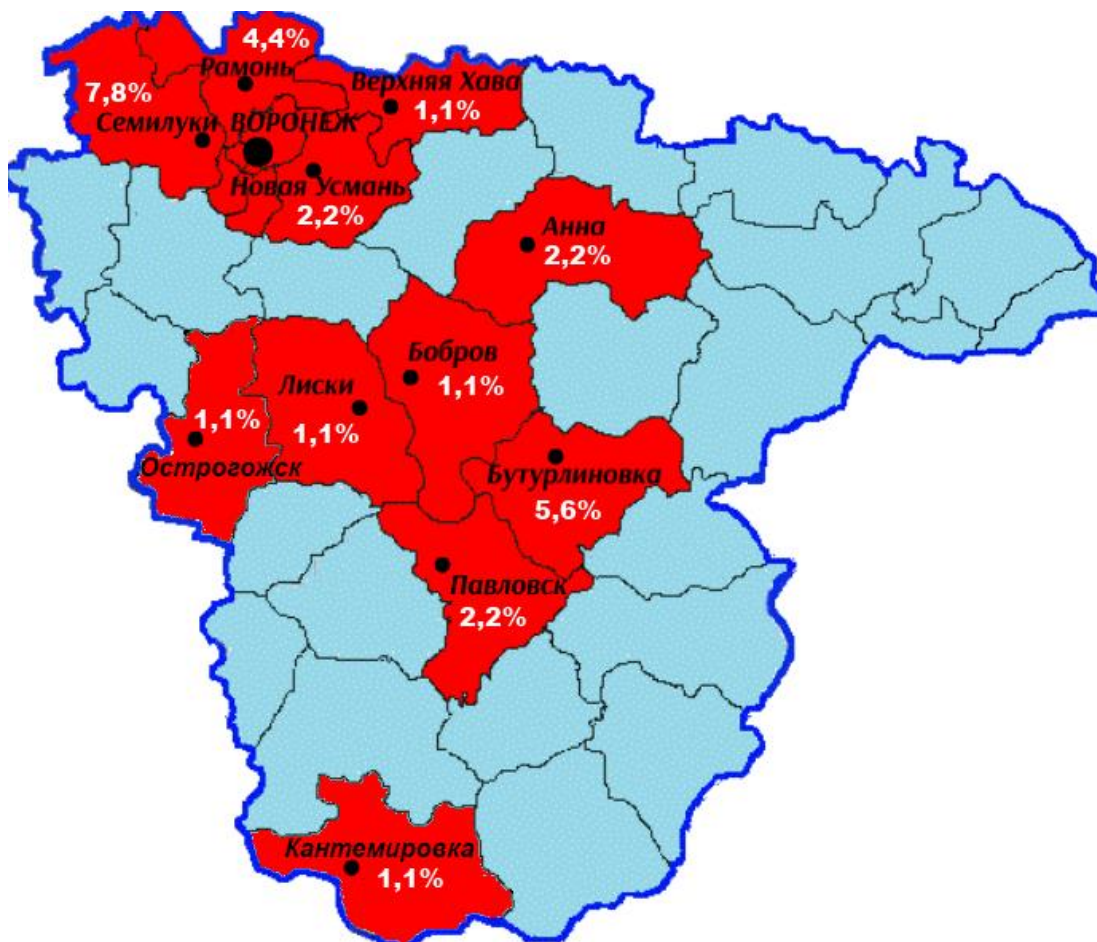 4,4%
Рамонь
7,8%
Верхняя Хава
1,1%
Семилуки ВОРОНЕЖ
Новая Усмань
2,2%
Анна
2,2%
Бобров
1,1%
Лиски
1,1%
1,1%
Острогожск
Бутурлиновка
5,6%
Павловск
2,2%
Кантемировка
1,1%